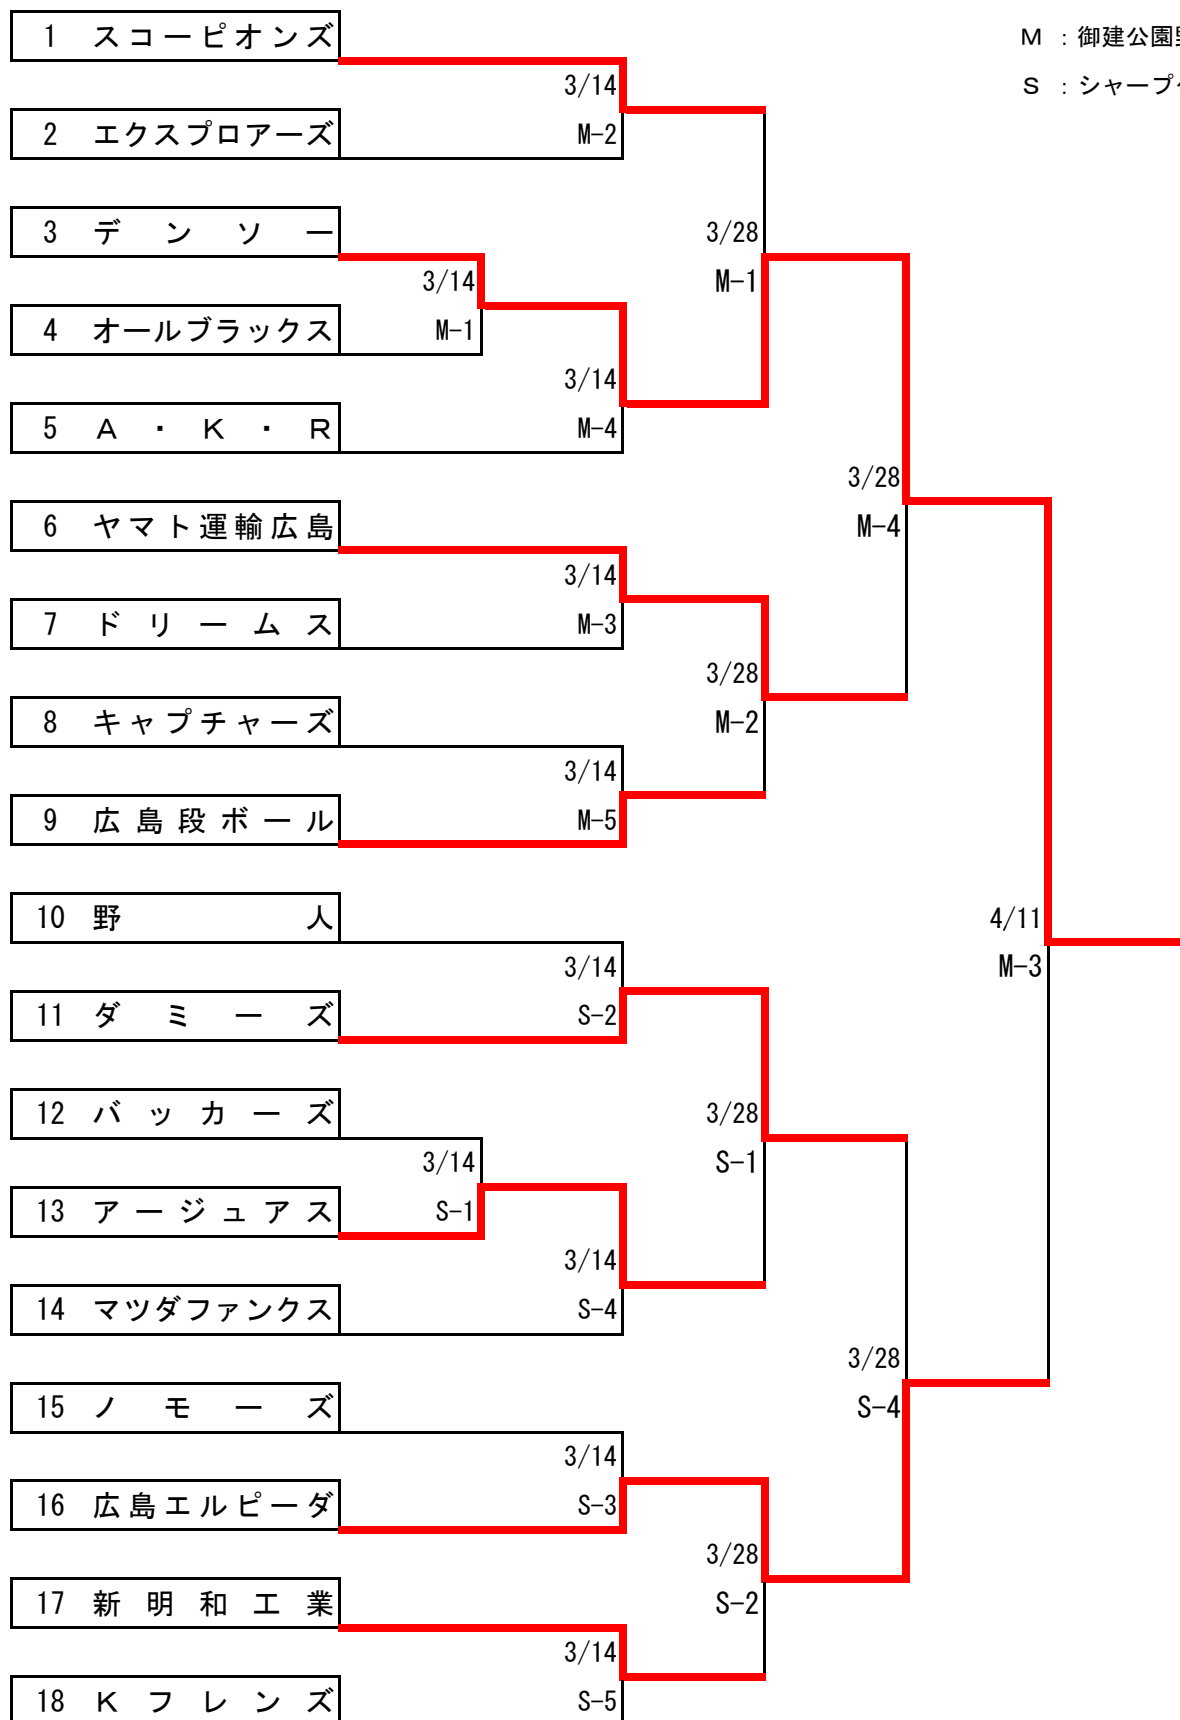 1 スコーピオンズ
M : 御建公園
3/14
S : シャープ
2 エクスプロアーズ
M-2
3 デンソー
3/28
3/14
M-1
4 オールブラックス
M-1
3/14
5 A・K・R
M-4
3/28
6 ヤマト運輸広島
M-4
3/14
7 ドリームス
M-3
3/28
8 キャプチャーズ
M-2
3/14
9 広島段ボール
M-5
10 野人
4/11
3/14
M-3
11 ダミーズ
S-2
12 バッカーズ
3/28
3/14
S-1
13 アージュアス
S-1
3/14
14 マツダファンクス
S-4
3/28
15 ノモーズ
S-4
3/14
16 広島エルピーダ
S-3
3/28
17 新明和工業
S-2
3/14
18 Kフレンズ
S-5